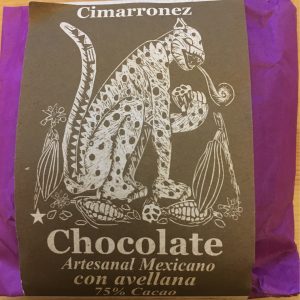 Cimarronez
Chocolate
Artesanal Mexicano
con avellana
75% Cacao